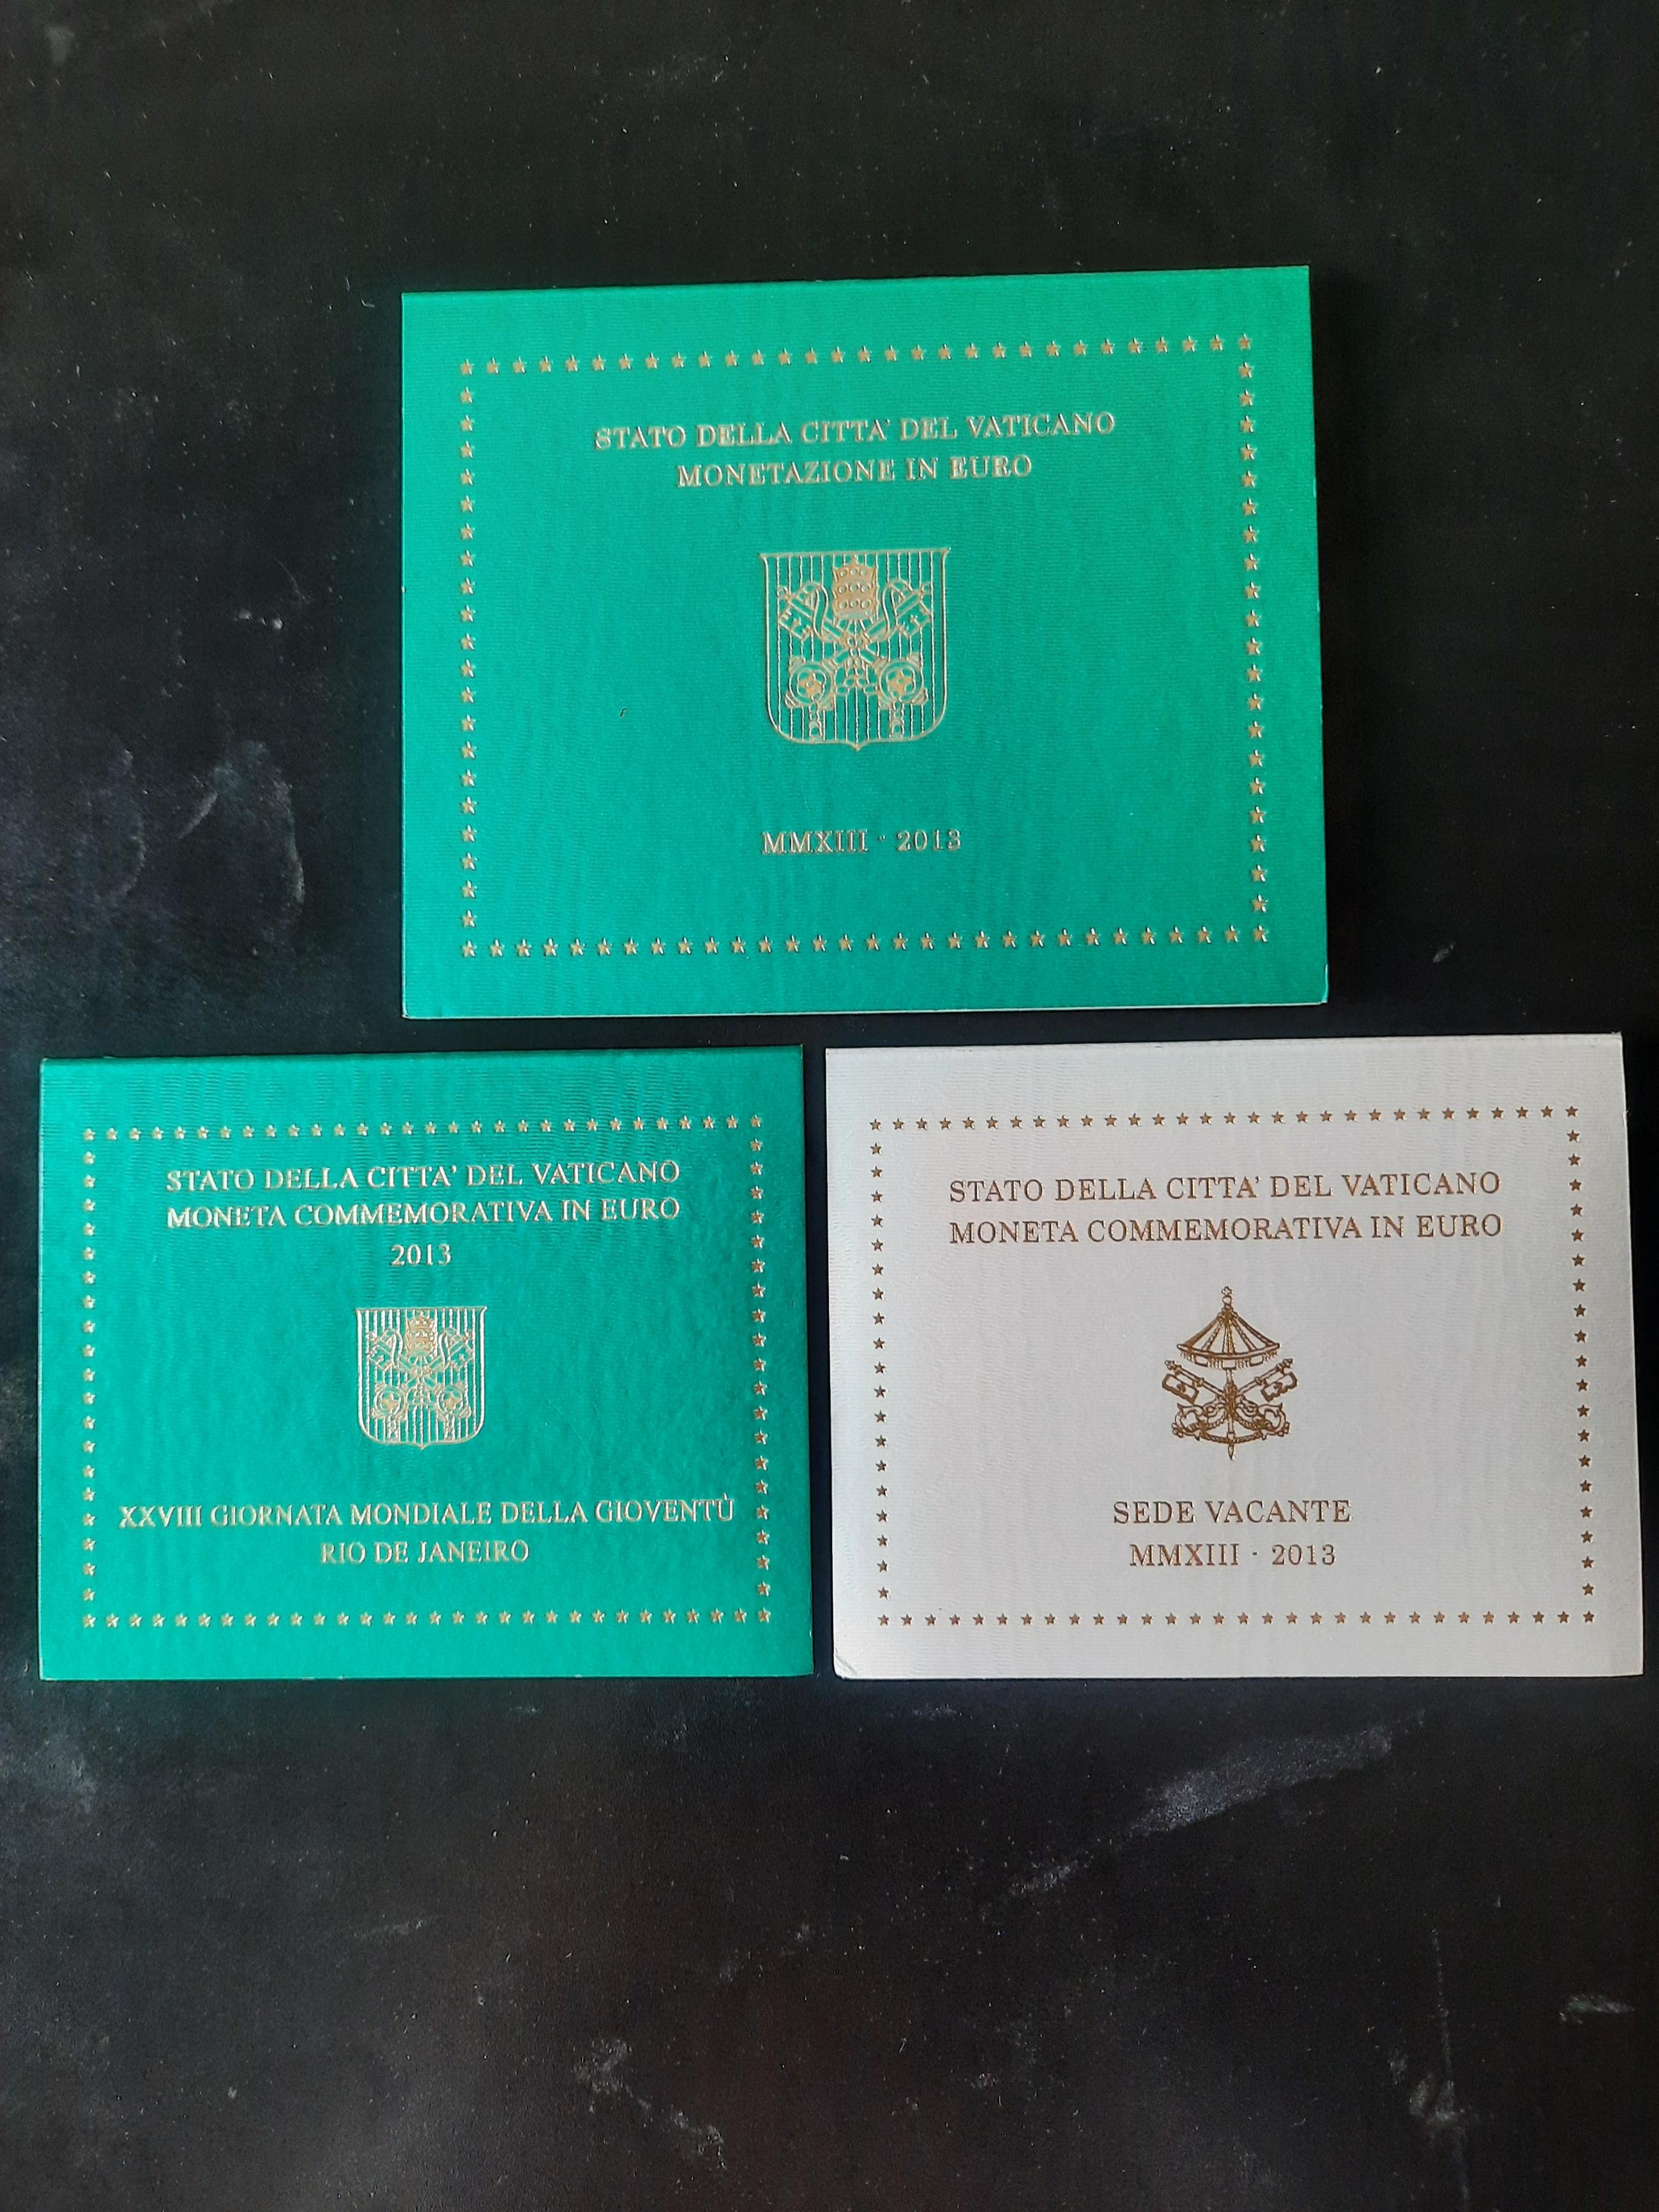 STATO DELLA CITTA' DEL VATICANO
MONETAZIONE IN EURO
MMXIII · 2013
STATO DELLA CITTA' DEL VATICANO
MONETA COMMEMORATIVA IN EURO
2013
XXVIII GIORNATA MONDIALE DELLA GIOVENTÙ
RIO DE JANEIRO
STATO DELLA CITTA' DEL VATICANO
MONETA COMMEMORATIVA IN EURO
SEDE VACANTE
MMXIII · 2013